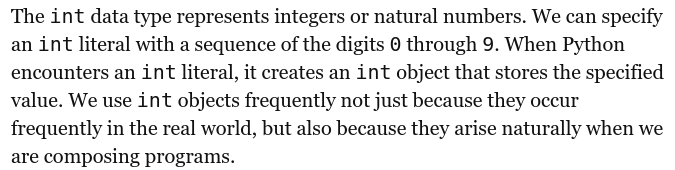 The int data type represents integers or natural numbers. We can specify
an int literal with a sequence of the digits 0 through 9. When Python
encounters an int literal, it creates an int object that stores the specified
value. We use int objects frequently not just because they occur
frequently in the real world, but also because they arise naturally when we
are composing programs.